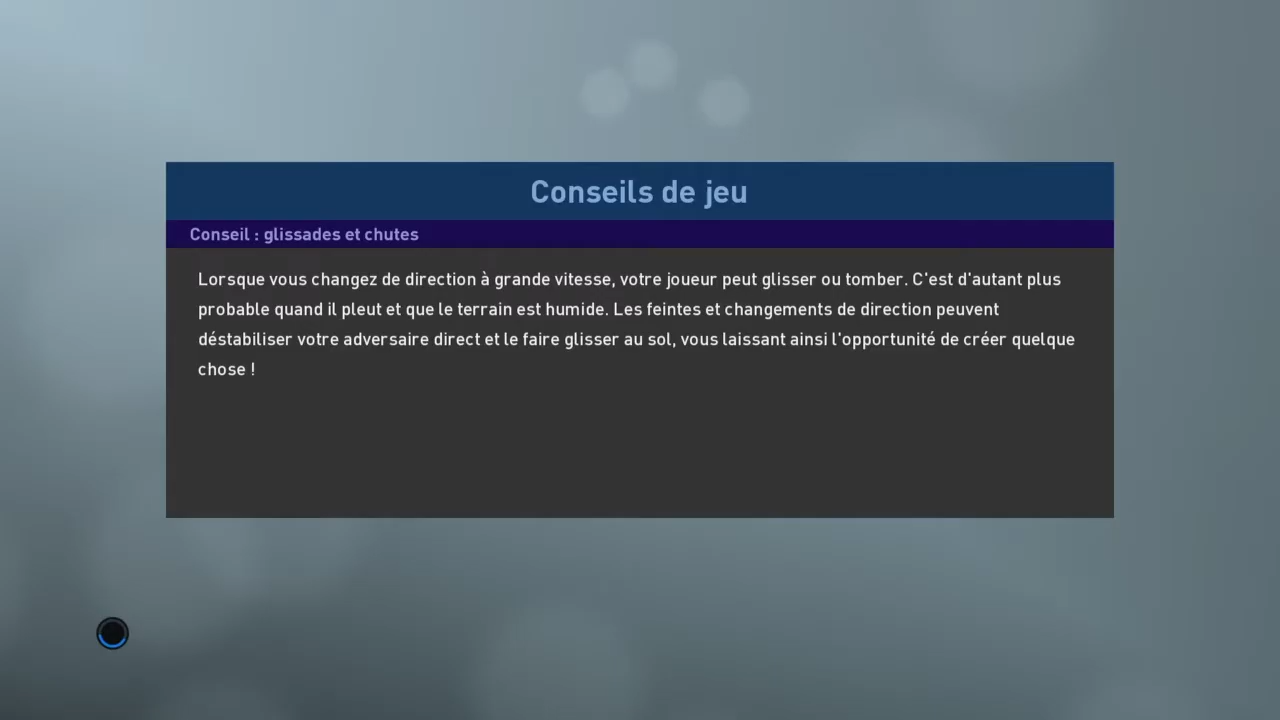 Conseils de jeu
Conseil : glissades et chutes
Lorsque vous changez de direction à grande vitesse, votre joueur peut glisser ou tomber. C'est d'autant plus
probable quand il pleut et que le terrain est humide. Les feintes et changements de direction peuvent
déstabiliser votre adversaire direct et le faire glisser au sol, vous laissant ainsi l'opportunité de créer quelque
chose !